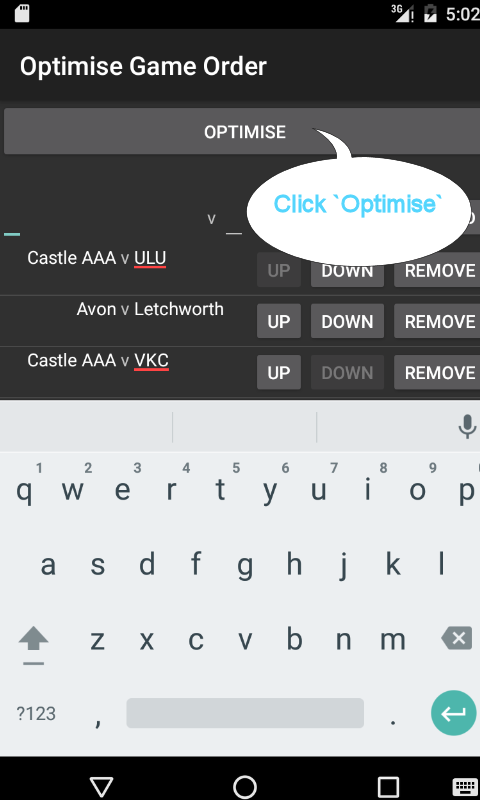 3G 5:02
Optimise Game Order
OPTIMISE
Click `Optimise`
v
Castle AAA v ULU UP DOWN REMOVE
Avon v Letchworth UP DOWN REMOVE
Castle AAA v VKC UP DOWN REMOVE
1 2 3 4 5 6 7 8 9
q w e r t y u i o p
a s d f g h j k l
z x c v b n m
?123 , .